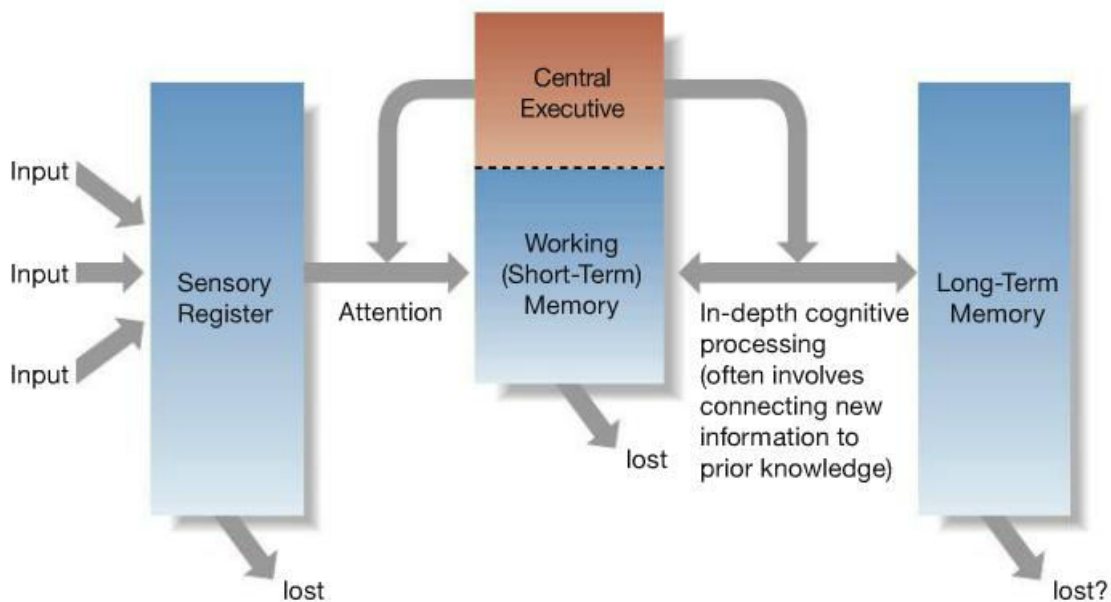 Input
Input
Input
Sensory
Register
lost
Attention
Central
Executive
Working
(Short-Term)
Memory
lost
In-depth cognitive
processing
(often involves
connecting new
information to
prior knowledge)
Long-Term
Memory
lost?